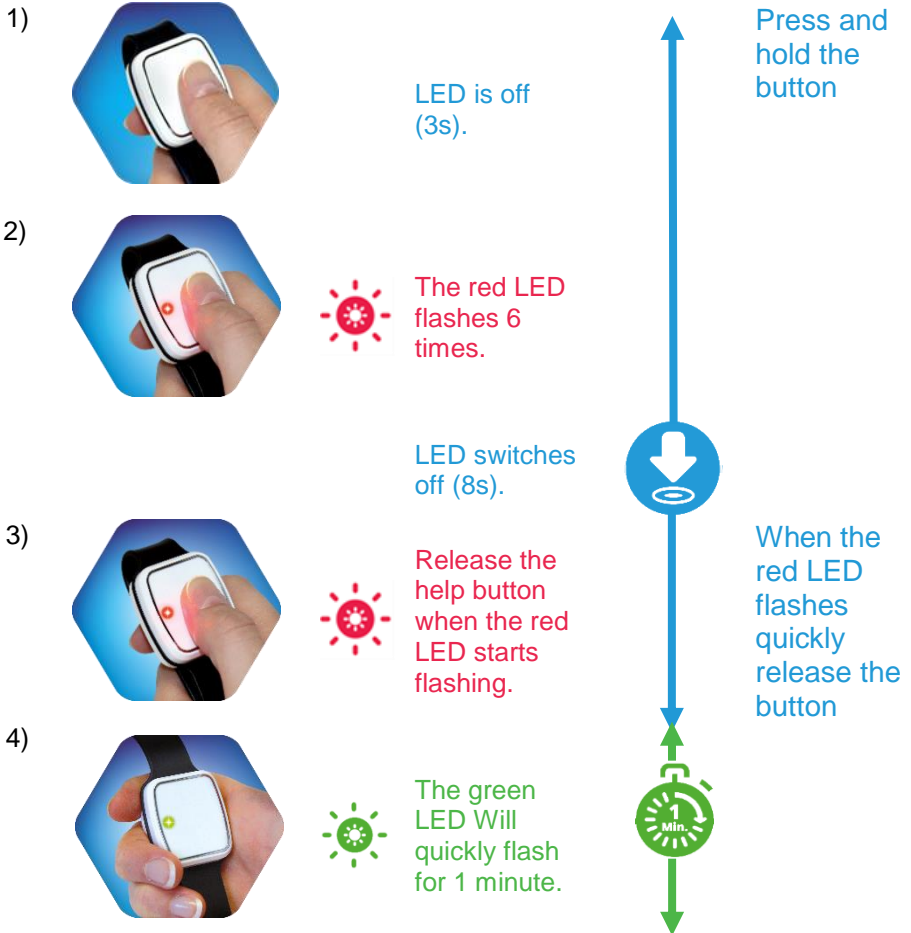 1)
LED is off
(3s).
Press and
hold the
button
2)
The red LED
flashes 6
times.
LED switches
off (8s).
3)
Release the
help button
when the red
LED starts
flashing.
When the
red LED
flashes
quickly
release the
button
4)
The green
LED Will
quickly flash
for 1 minute.
1
Min.